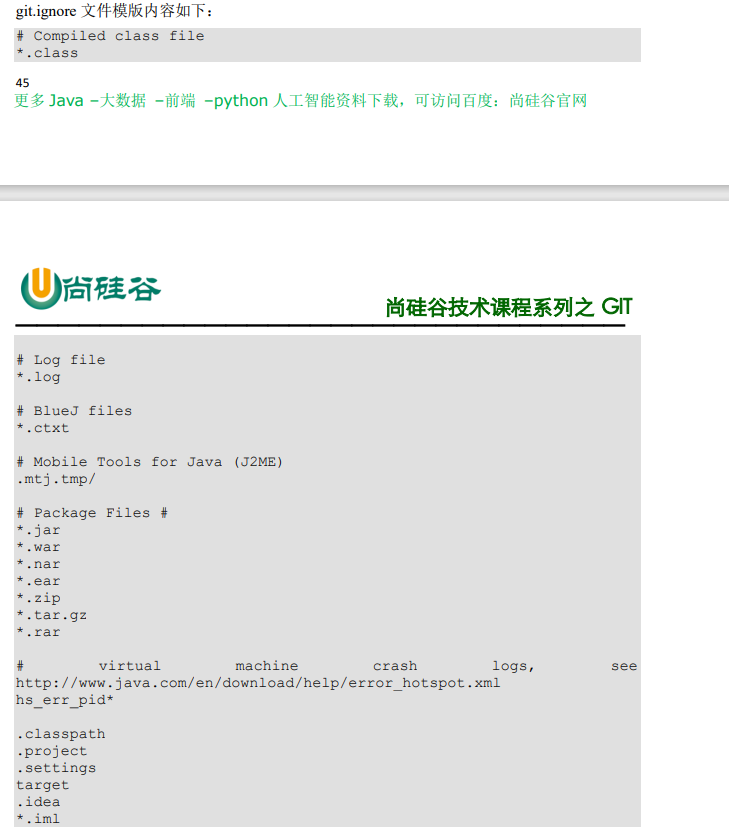 git.ignore 文件模版内容如下：
# Compiled class file
*.class
45
更多 Java –大数据 –前端 –python 人工智能资料下载，可访问百度：尚硅谷官网
尚硅谷
尚硅谷技术课程系列之 GIT
# Log file
*.log
# BlueJ files
*.ctxt
# Mobile Tools for Java (J2ME)
.mtj.tmp/
# Package Files #
*.jar
*.war
*.nar
*.ear
*.zip
*.tar.gz
*.rar
# virtual machine crash logs, see
http://www.java.com/en/download/help/error_hotspot.xml
hs_err_pid*
.classpath
.project
.settings
target
.idea
*.iml